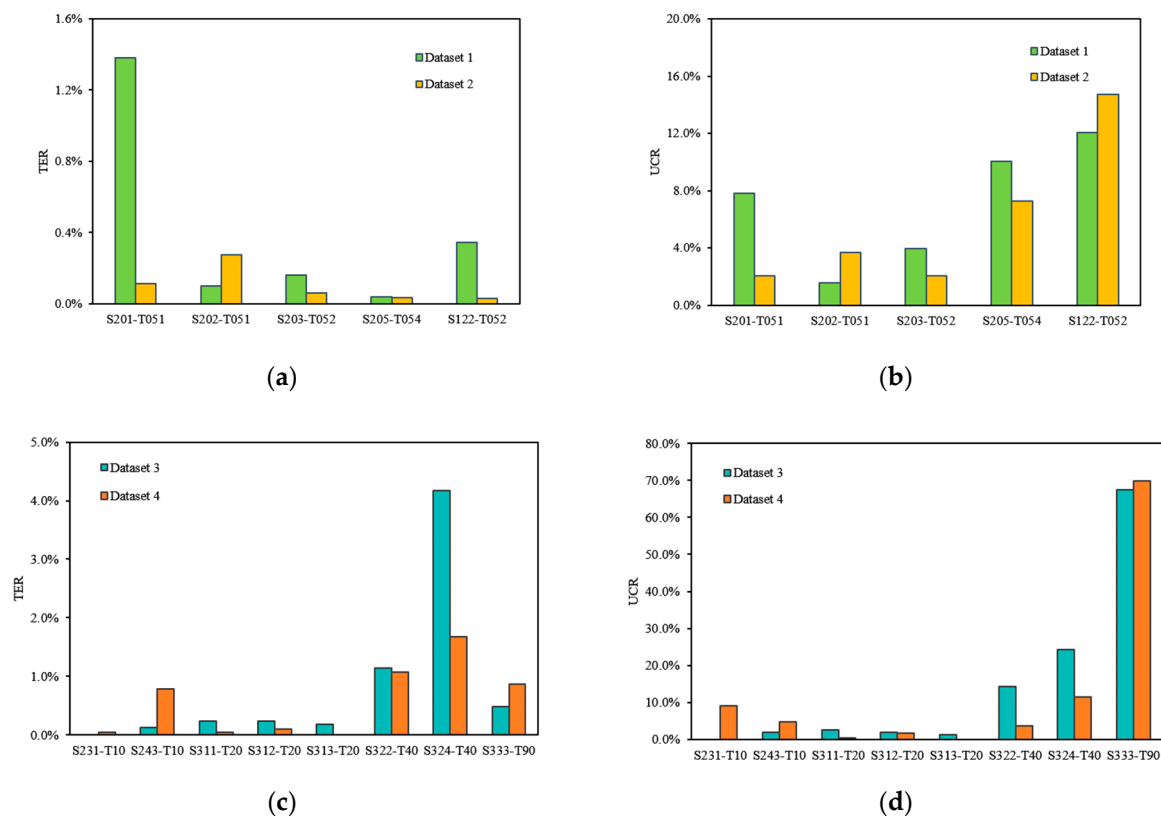 1.6%
1.2%
0.8%
0.4%
0.0%
TER
Dataset 1
Dataset 2
S201-T051 S202-T051 S203-T052 S205-T054 S122-T052
(a)
20.0%
16.0%
12.0%
8.0%
4.0%
0.0%
UCR
Dataset 1
Dataset 2
S201-T051 S202-T051 S203-T052 S205-T054 S122-T052
(b)
5.0%
4.0%
3.0%
2.0%
1.0%
0.0%
TER
Dataset 3
Dataset 4
S231-T10 S243-T10 S311-T20 S312-T20 S313-T20 S322-T40 S324-T40 S333-T90
(c)
80.0%
70.0%
60.0%
50.0%
40.0%
30.0%
20.0%
10.0%
0.0%
UCR
Dataset 3
Dataset 4
S231-T10 S243-T10 S311-T20 S312-T20 S313-T20 S322-T40 S324-T40 S333-T90
(d)